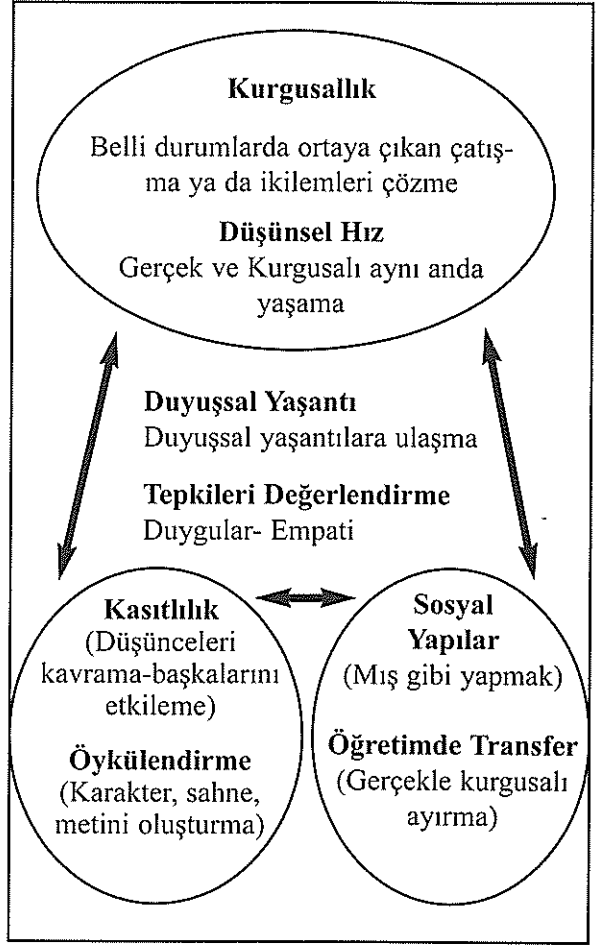 Kurgusallık
Belli durumlarda ortaya çıkan çatış-
ma ya da ikilemleri çözme
Düşünsel Hız
Gerçek ve Kurgusalı aynı anda
yaşama
Duyuşsal Yaşantı
Duyuşsal yaşantılara ulaşma
Tepkileri Değerlendirme
Duygular- Empati
Kasıtlılık
(Düşünceleri
kavrama-başkalarını
etkileme)
Öykülendirme
(Karakter, sahne,
metini oluşturma)
Sosyal
Yapılar
(Mış gibi yapmak)
Öğretimde Transfer
(Gerçekle kurgusalı
ayırma)